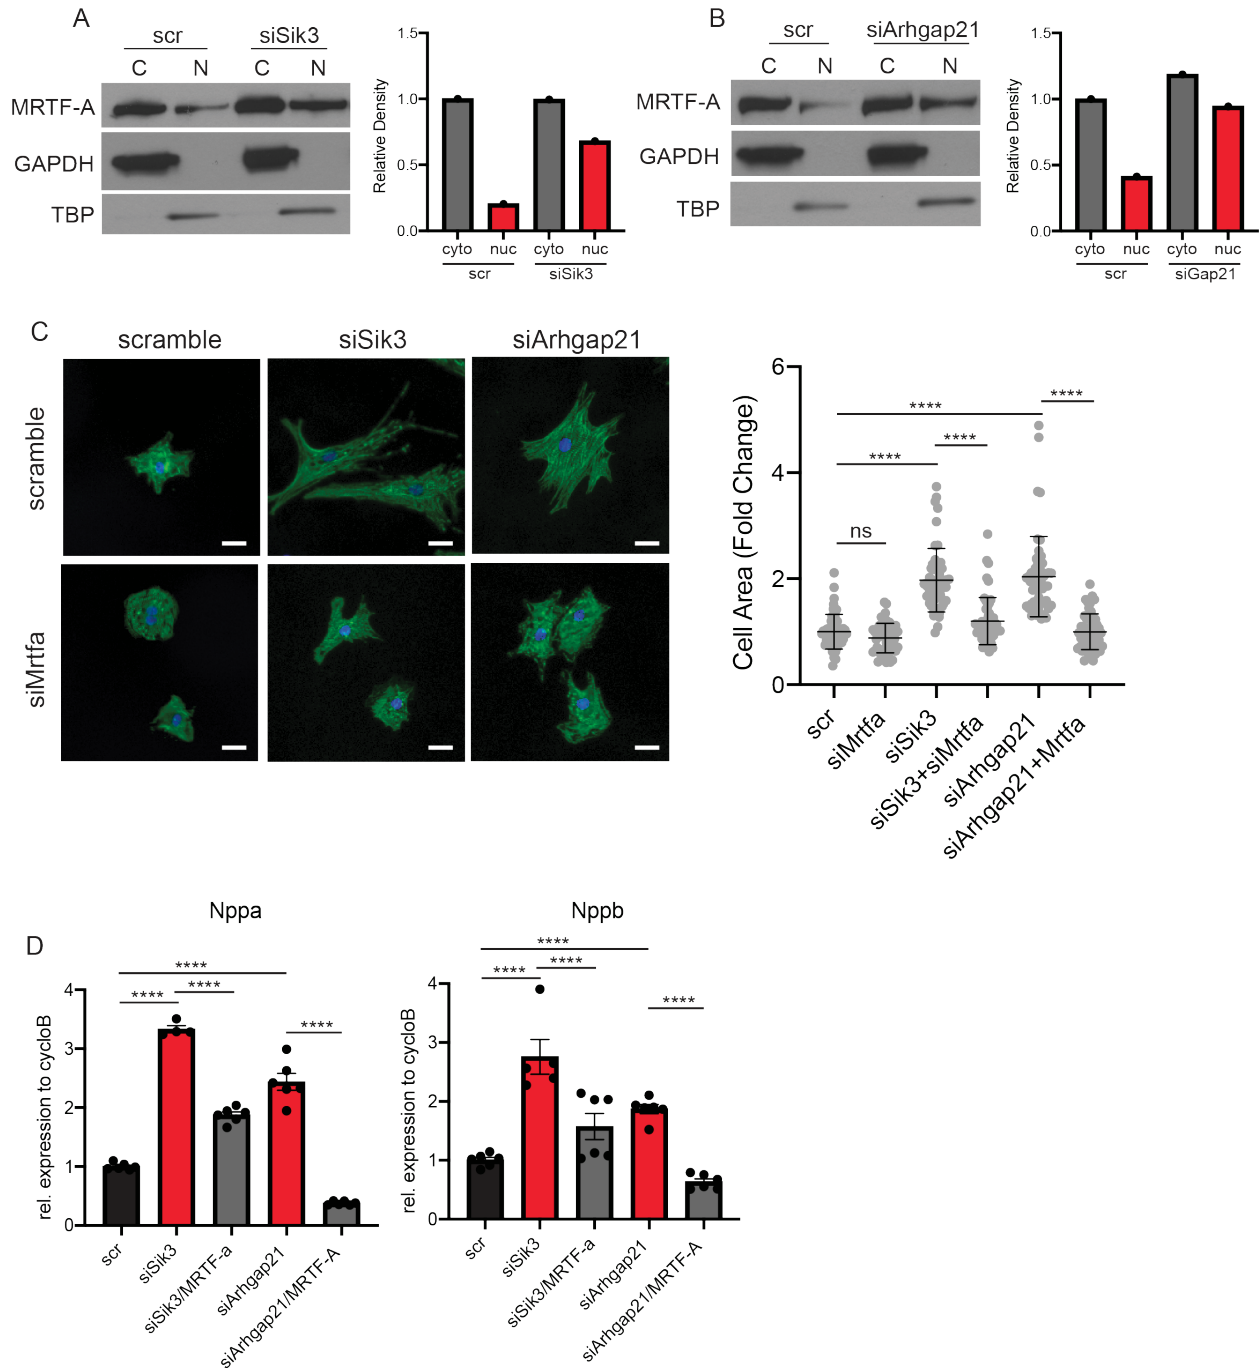 A
scr
siSik3
C
N
C
N
MRTF-A
GAPDH
TBP
1.5
1.0
0.5
0.0
Relative Density
cyto
nuc
cyto
nuc
scr
siSik3
B
scr
siArhgap21
C
N
C
N
MRTF-A
GAPDH
TBP
1.5
1.0
0.5
0.0
Relative Density
cyto
nuc
cyto
nuc
scr
siGap21
C
scramble
siSik3
siArhgap21
scramble
siMrtfa
6
4
2
0
Cell Area (Fold Change)
****
****
****
****
ns
scr
siMrtfa
siSik3
siSik3+siMrtfa
siArhgap21
siArhgap21+Mrtfa
D
Nppa
4
3
2
1
0
rel. expression to cycloB
****
****
****
****
scr
siSik3
siSik3/MRTF-a
siArhgap21
siArhgap21/MRTF-A
Nppb
4
3
2
1
0
rel. expression to cycloB
****
****
****
****
scr
siSik3
siSik3/MRTF-a
siArhgap21
siArhgap21/MRTF-A